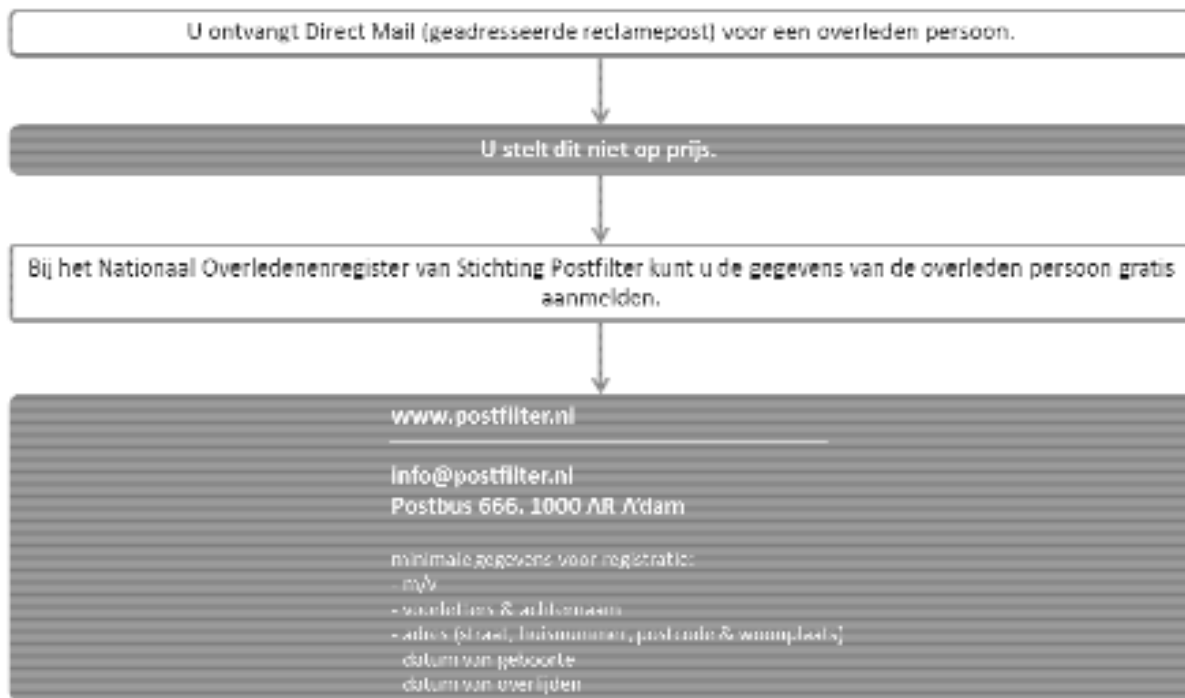 U ontvangt Direct Mail (geadresseerde reclamepost) voor een overleden persoon.
U stelt dit niet op prijs.
Bij het Nationaal Overledenenregister van Stichting Postfilter kunt u de gegevens van de overleden persoon gratis
aanmelden.
www.postfilter.nl
info@postfilter.nl
Postbus 666, 1000 AR A'dam
minimale gegevens voor registratie:
- m/v
- voorletters & achternaam
- adres (straat, huisnummer, postcode & woonplaats)
- datum van geboorte
- datum van overlijden